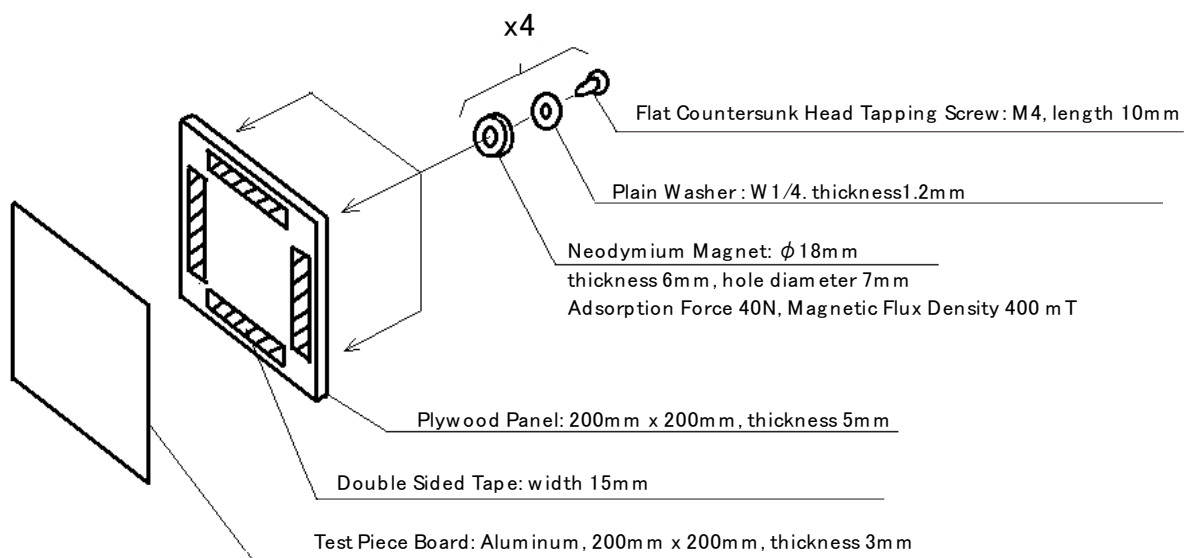 x4
Flat Countersunk Head Tapping Screw: M4, length 10mm
Plain Washer: W1/4. thickness1.2mm
Neodymium Magnet: ϕ18mm
thickness 6mm, hole diameter 7mm
Adsorption Force 40N, Magnetic Flux Density 400 mT
Plywood Panel: 200mm x 200mm, thickness 5mm
Double Sided Tape: width 15mm
Test Piece Board: Aluminum, 200mm x 200mm, thickness 3mm